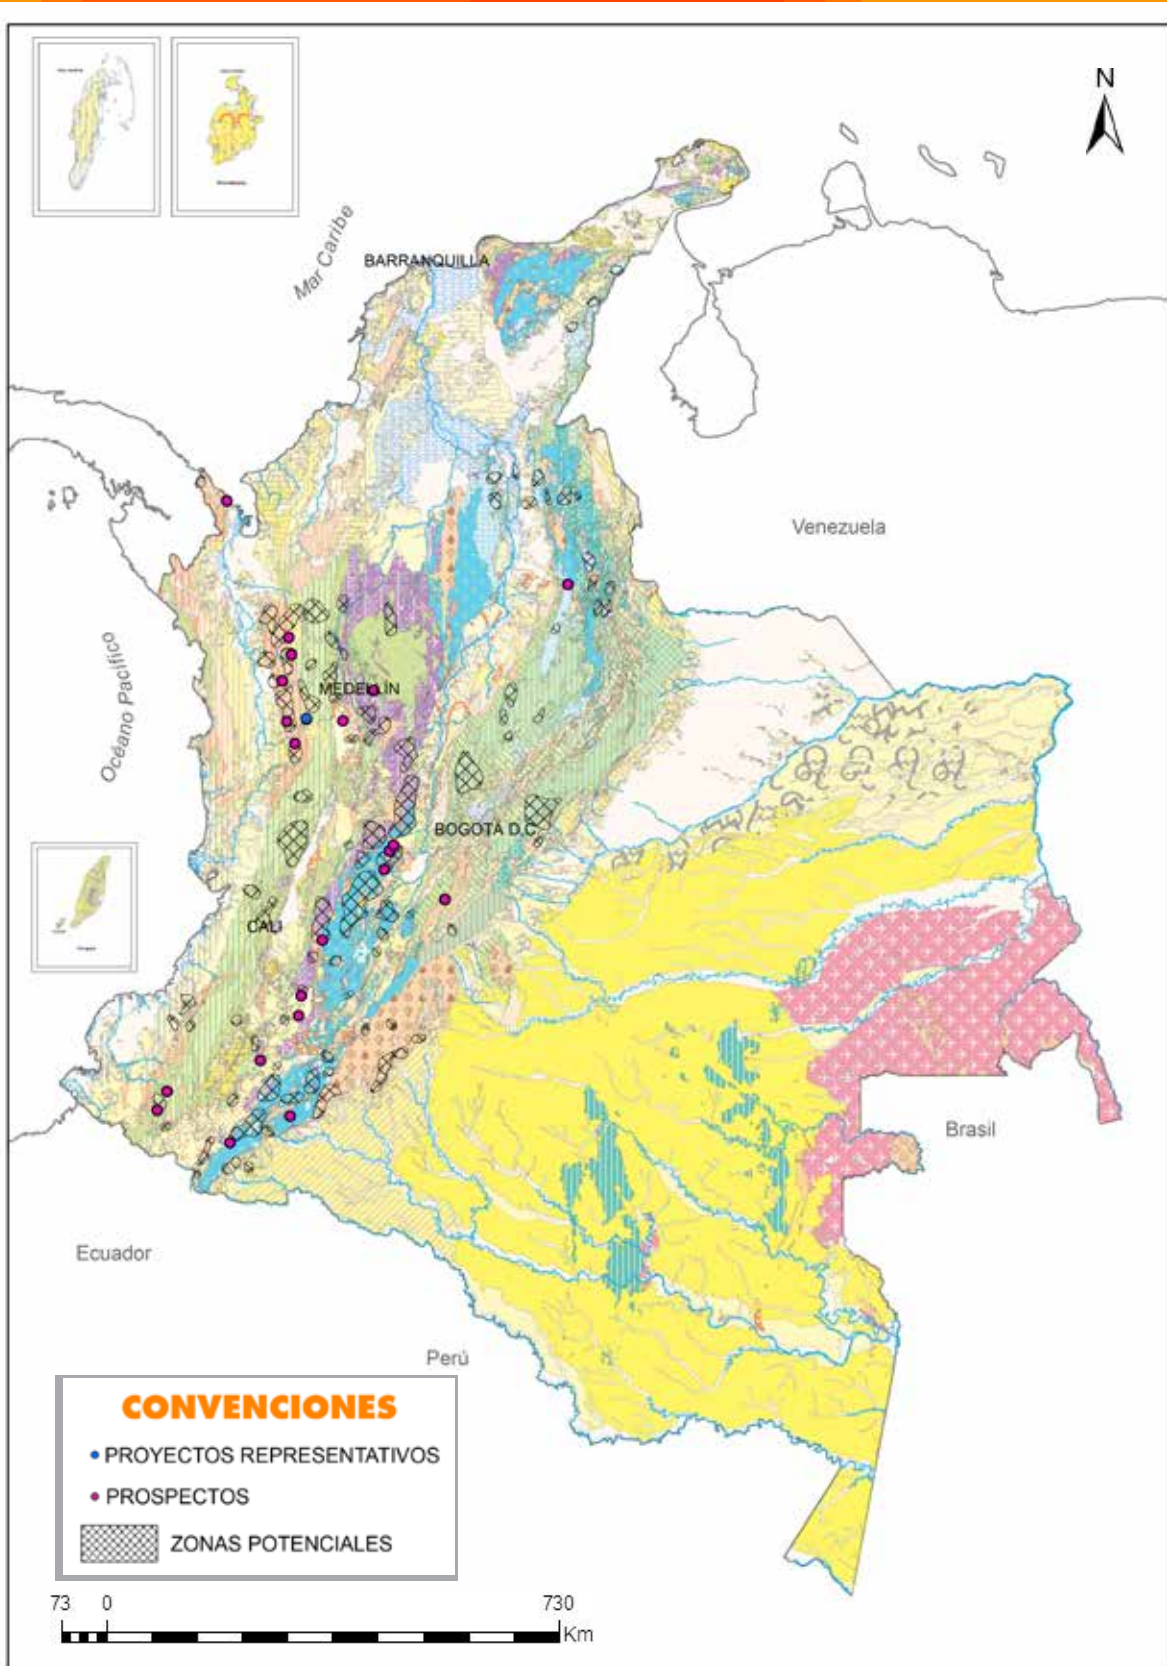 N
Mar Caribe
BARRANQUILLA
Venezuela
Océano Pacífico
MEDELLÍN
BOGOTÁ D.C.
CALI
Brasil
Ecuador
Perú
CONVENCIONES
PROYECTOS REPRESENTATIVOS
PROSPECTOS
ZONAS POTENCIALES
73 0 730
Km